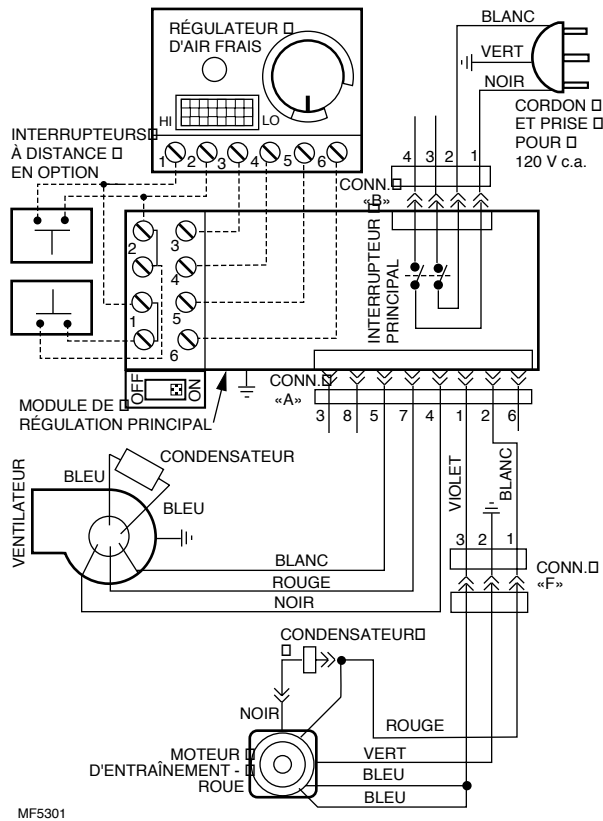 BLANC
VERT
NOIR
CORDON
ET PRISE
POUR
120 V c.a.
RÉGULATEUR
D'AIR FRAIS
HI
LO
INTERRUPTEURS
À DISTANCE
EN OPTION
1 2 3 4 5 6
4 3 2 1
CONN.
«B»
2
3
4
1
5
6
INTERRUPTEUR
PRINCIPAL
OFF
ON
CONN.
«A»
MODULE DE
RÉGULATION PRINCIPAL
3 8 5 7 4 1 2 6
VENTILATEUR
BLEU
CONDENSATEUR
BLEU
VIOLET
BLANC
BLANC
ROUGE
NOIR
3 2 1
CONN.
«F»
CONDENSATEUR
NOIR
ROUGE
MOTEUR
D'ENTRAÎNEMENT -
ROUE
VERT
BLEU
BLEU
MF5301